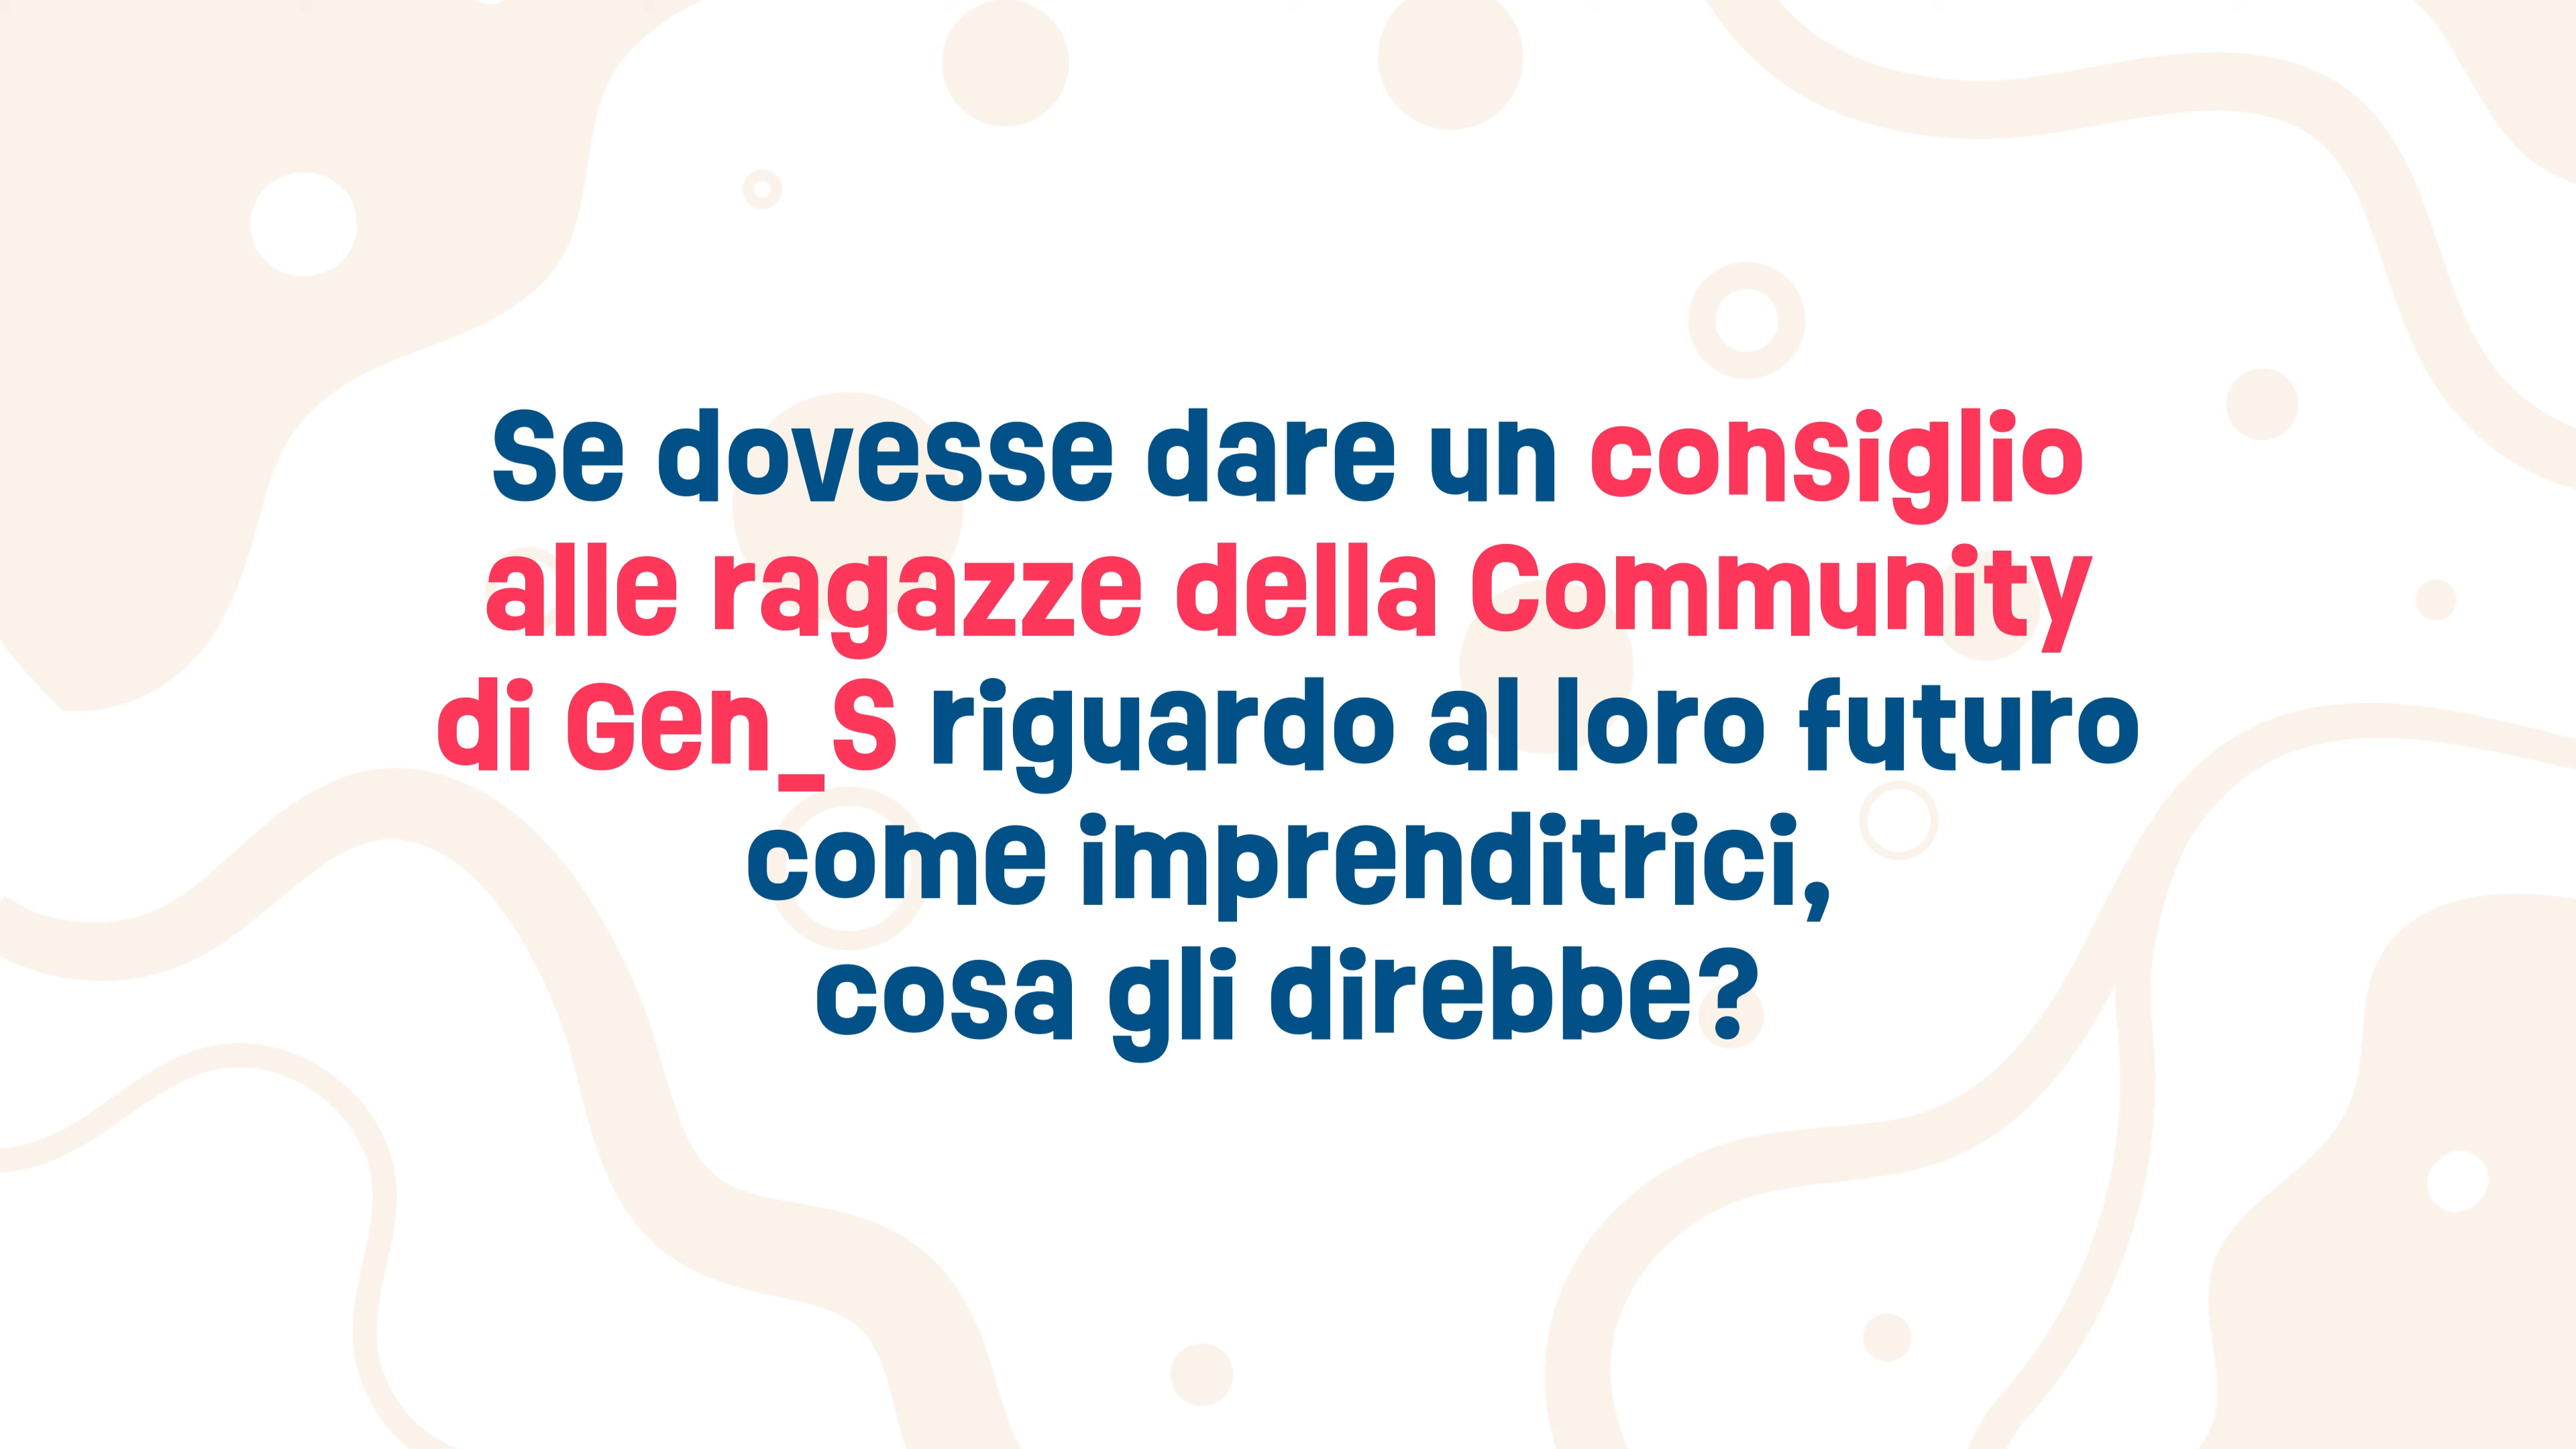 Se dovesse dare un consiglio
alle ragazze della Community
di Gen_S riguardo al loro futuro
come imprenditrici,
cosa gli direbbe?